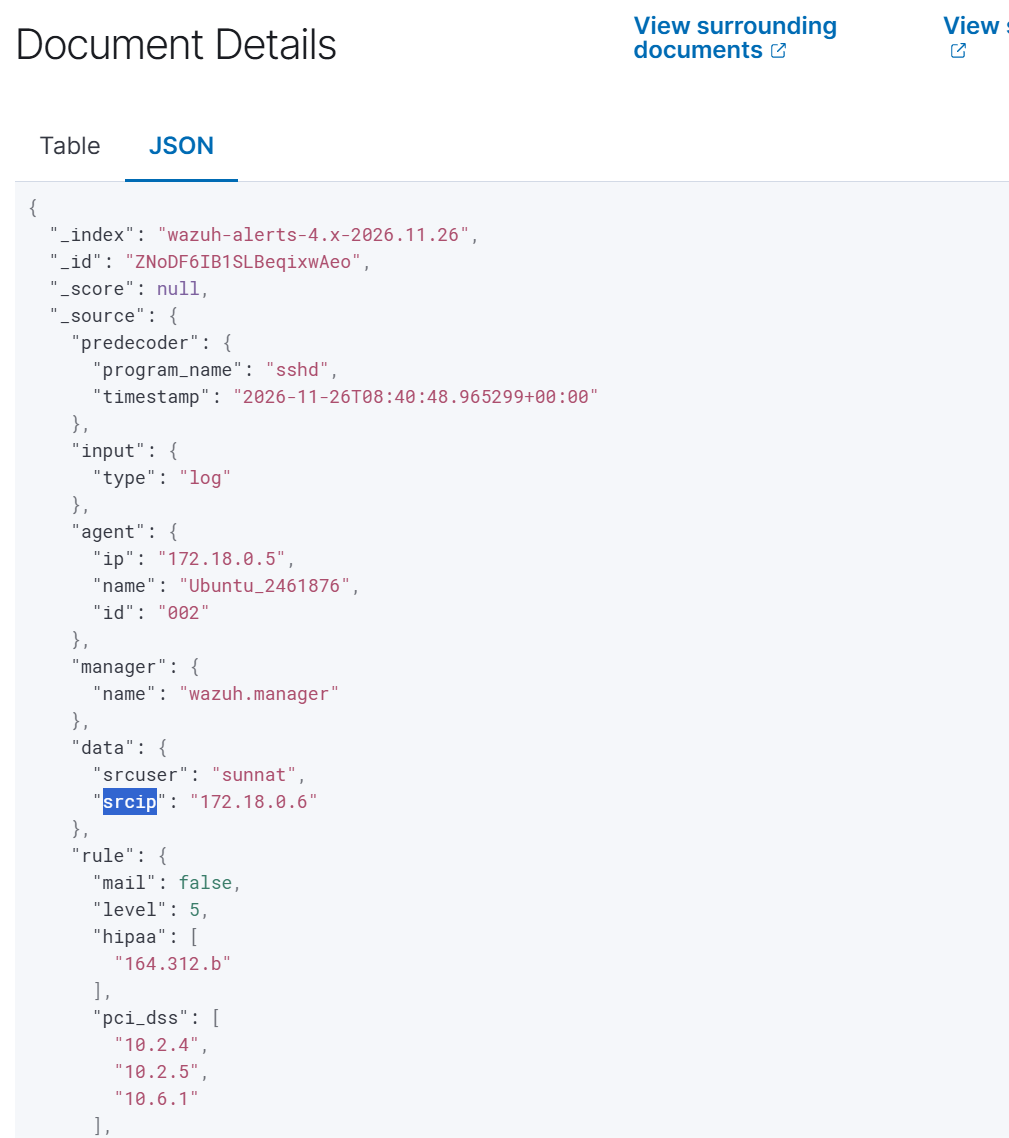 Document Details
View surrounding
documents
View s
Table
JSON
{
"_index": "wazuh-alerts-4.x-2026.11.26",
"_id": "ZNoDF6IB1SLBeqixwAeo",
"_score": null,
"_source": {
"predecoder": {
"program_name": "sshd",
"timestamp": "2026-11-26T08:40:48.965299+00:00"
},
"input": {
"type": "log"
},
"agent": {
"ip": "172.18.0.5",
"name": "Ubuntu_2461876",
"id": "002"
},
"manager": {
"name": "wazuh.manager"
},
"data": {
"srcuser": "sunnat",
"srcip": "172.18.0.6"
},
"rule": {
"mail": false,
"level": 5,
"hipaa": [
"164.312.b"
],
"pci_dss": [
"10.2.4",
"10.2.5",
"10.6.1"
],